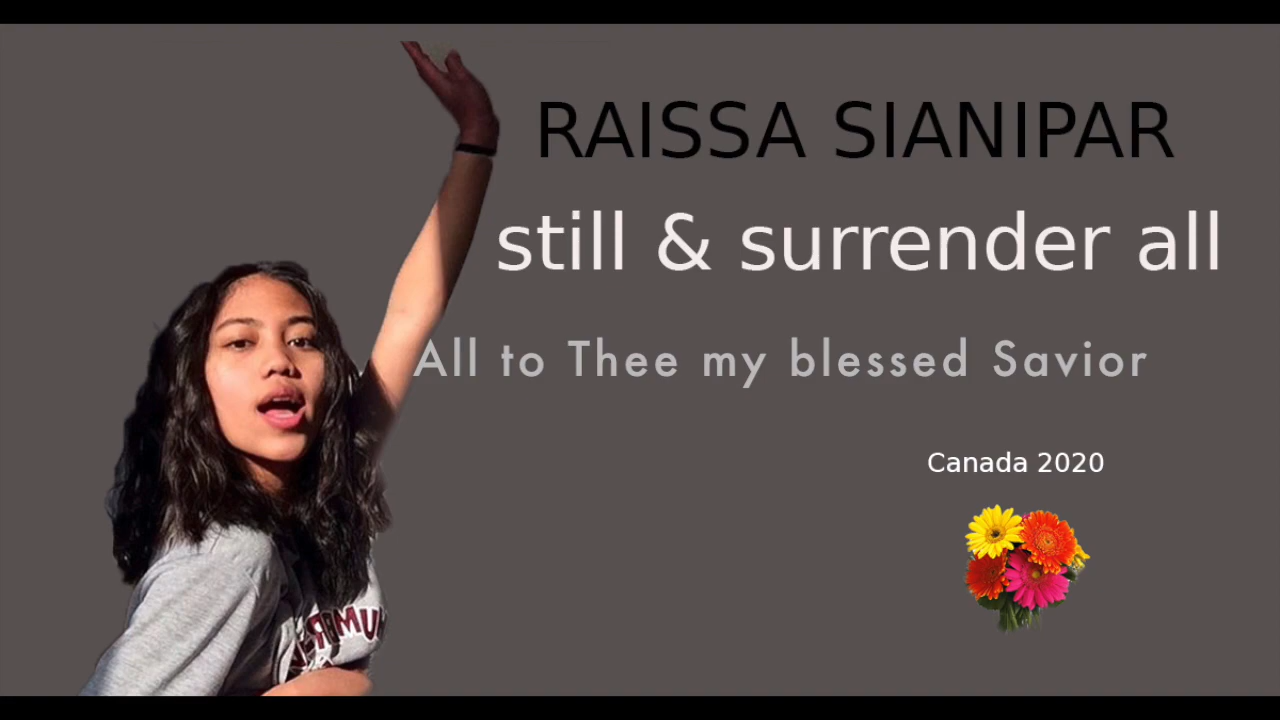 RAISSA SIANIPAR
still & surrender all
All to Thee my blessed Savior
Canada 2020